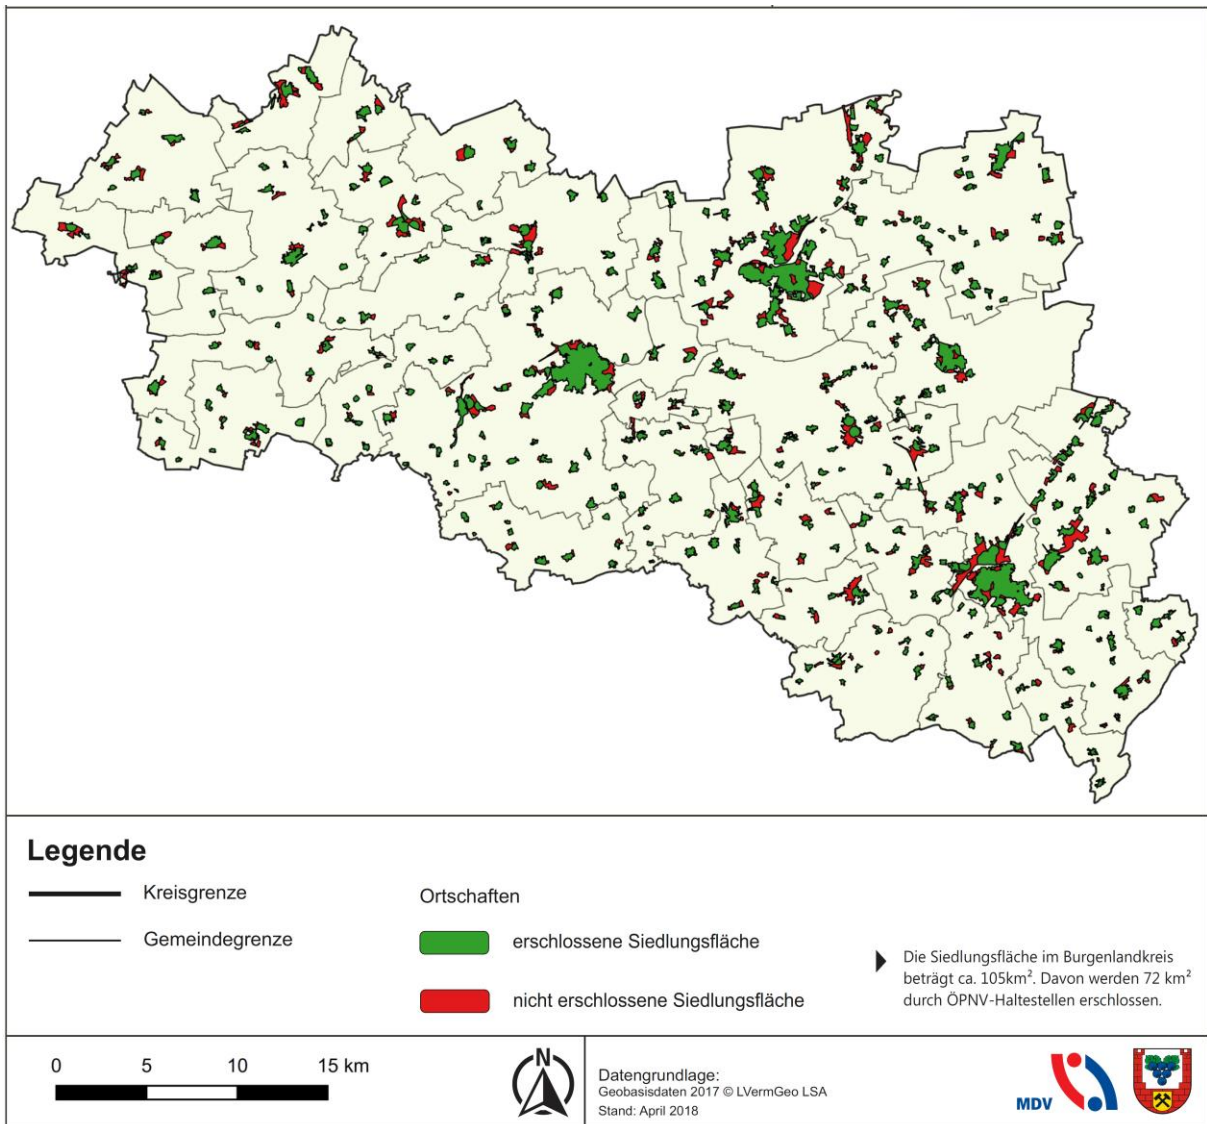 Legende
Kreisgrenze
Gemeindegrenze
Ortschaften
erschlossene Siedlungsfläche
nicht erschlossene Siedlungsfläche
Die Siedlungsfläche im Burgenlandkreis
beträgt ca. 105km². Davon werden 72 km²
durch ÖPNV-Haltestellen erschlossen.
0 5 10 15 km
N
Datengrundlage:
Geobasisdaten 2017 © LVermGeo LSA
Stand: April 2018
MDV